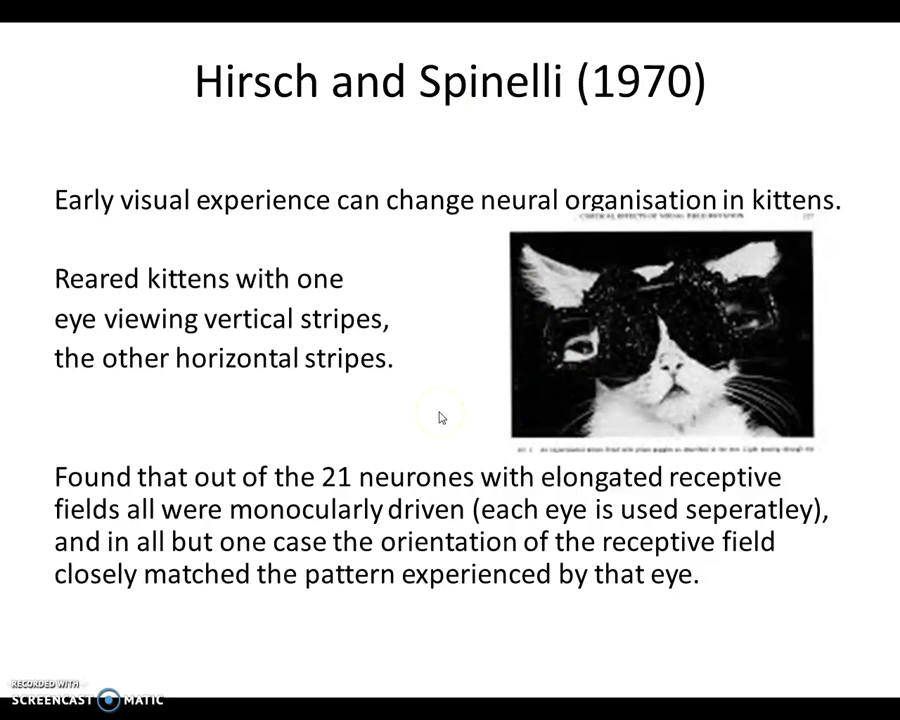 Hirsch and Spinelli (1970)
Early visual experience can change neural organisation in kittens.
Reared kittens with one
eye viewing vertical stripes,
the other horizontal stripes.
Found that out of the 21 neurones with elongated receptive
fields all were monocularly driven (each eye is used seperatley),
and in all but one case the orientation of the receptive field
closely matched the pattern experienced by that eye.
RECORDED WITH
SCREENCAST MATIC